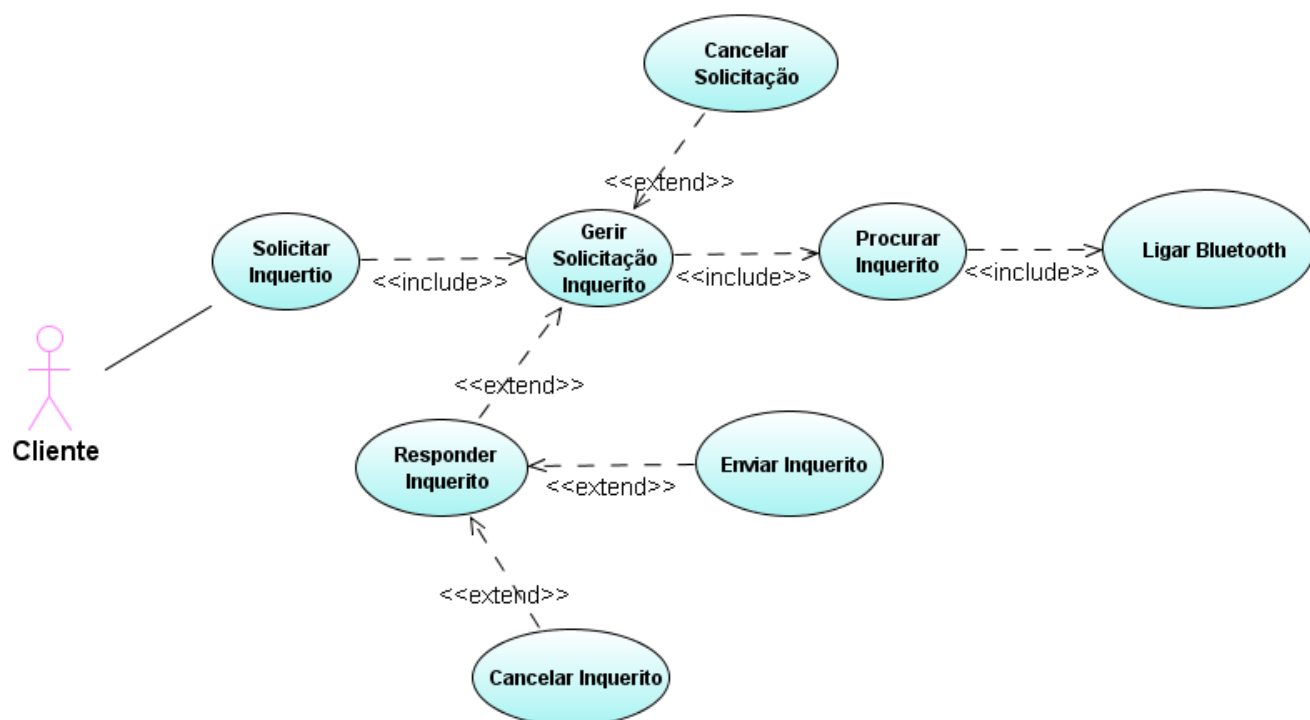 Cancelar
Solicitação
<<extend>>
Solicitar
Inquertio
<<include>>
Gerir
Solicitação
Inquerito
<<include>>
Procurar
Inquerito
<<include>>
Ligar Bluetooth
Cliente
<<extend>>
Responder
Inquerito
<<extend>>
Enviar Inquerito
<<extend>>
Cancelar Inquerito